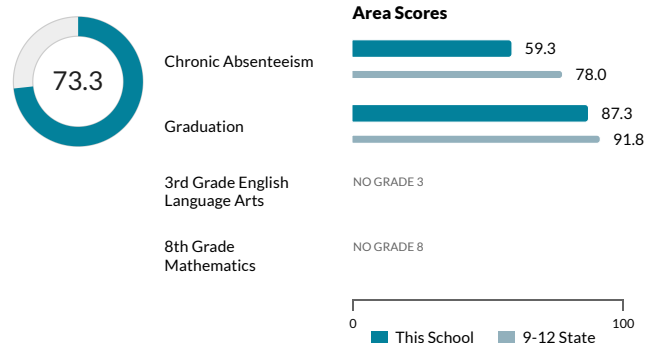 73.3
Area Scores
Chronic Absenteeism
59.3
78.0
Graduation
87.3
91.8
3rd Grade English
Language Arts
NO GRADE 3
8th Grade
Mathematics
NO GRADE 8
0
100
This School
9-12 State